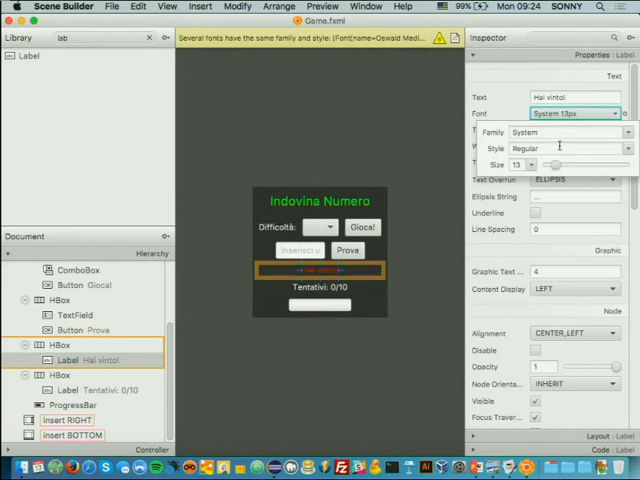 Scene Builder File Edit View Insert Modify Arrange Preview Window Help 99% Mon 09:24 SONNY
Game.fxml
Library lab
Several fonts have the same family and style: [Font[name=Oswald Medi...
Inspector
Label
Properties : Label
Text
Text Hai vinto!
Font System 13px
Family System
Style Regular
Size 13
Text Overrun ELLIPSIS
Ellipsis String ...
Underline
Line Spacing 0
Graphic
Graphic Text ... 4
Content Display LEFT
Node
Alignment CENTER_LEFT
Disable
Opacity 1
Node Orienta... INHERIT
Visible
Focus Traver...
Layout : Label
Code : Label
Indovina Numero
Difficoltà: Gioca!
Inserisci u Prova
Hai vinto!
Tentativi: 0/10
Document
Hierarchy
ComboBox
Button Gioca!
HBox
TextField
Button Prova
HBox
Label Hai vinto!
HBox
Label Tentativi: 0/10
ProgressBar
insert RIGHT
insert BOTTOM
Controller